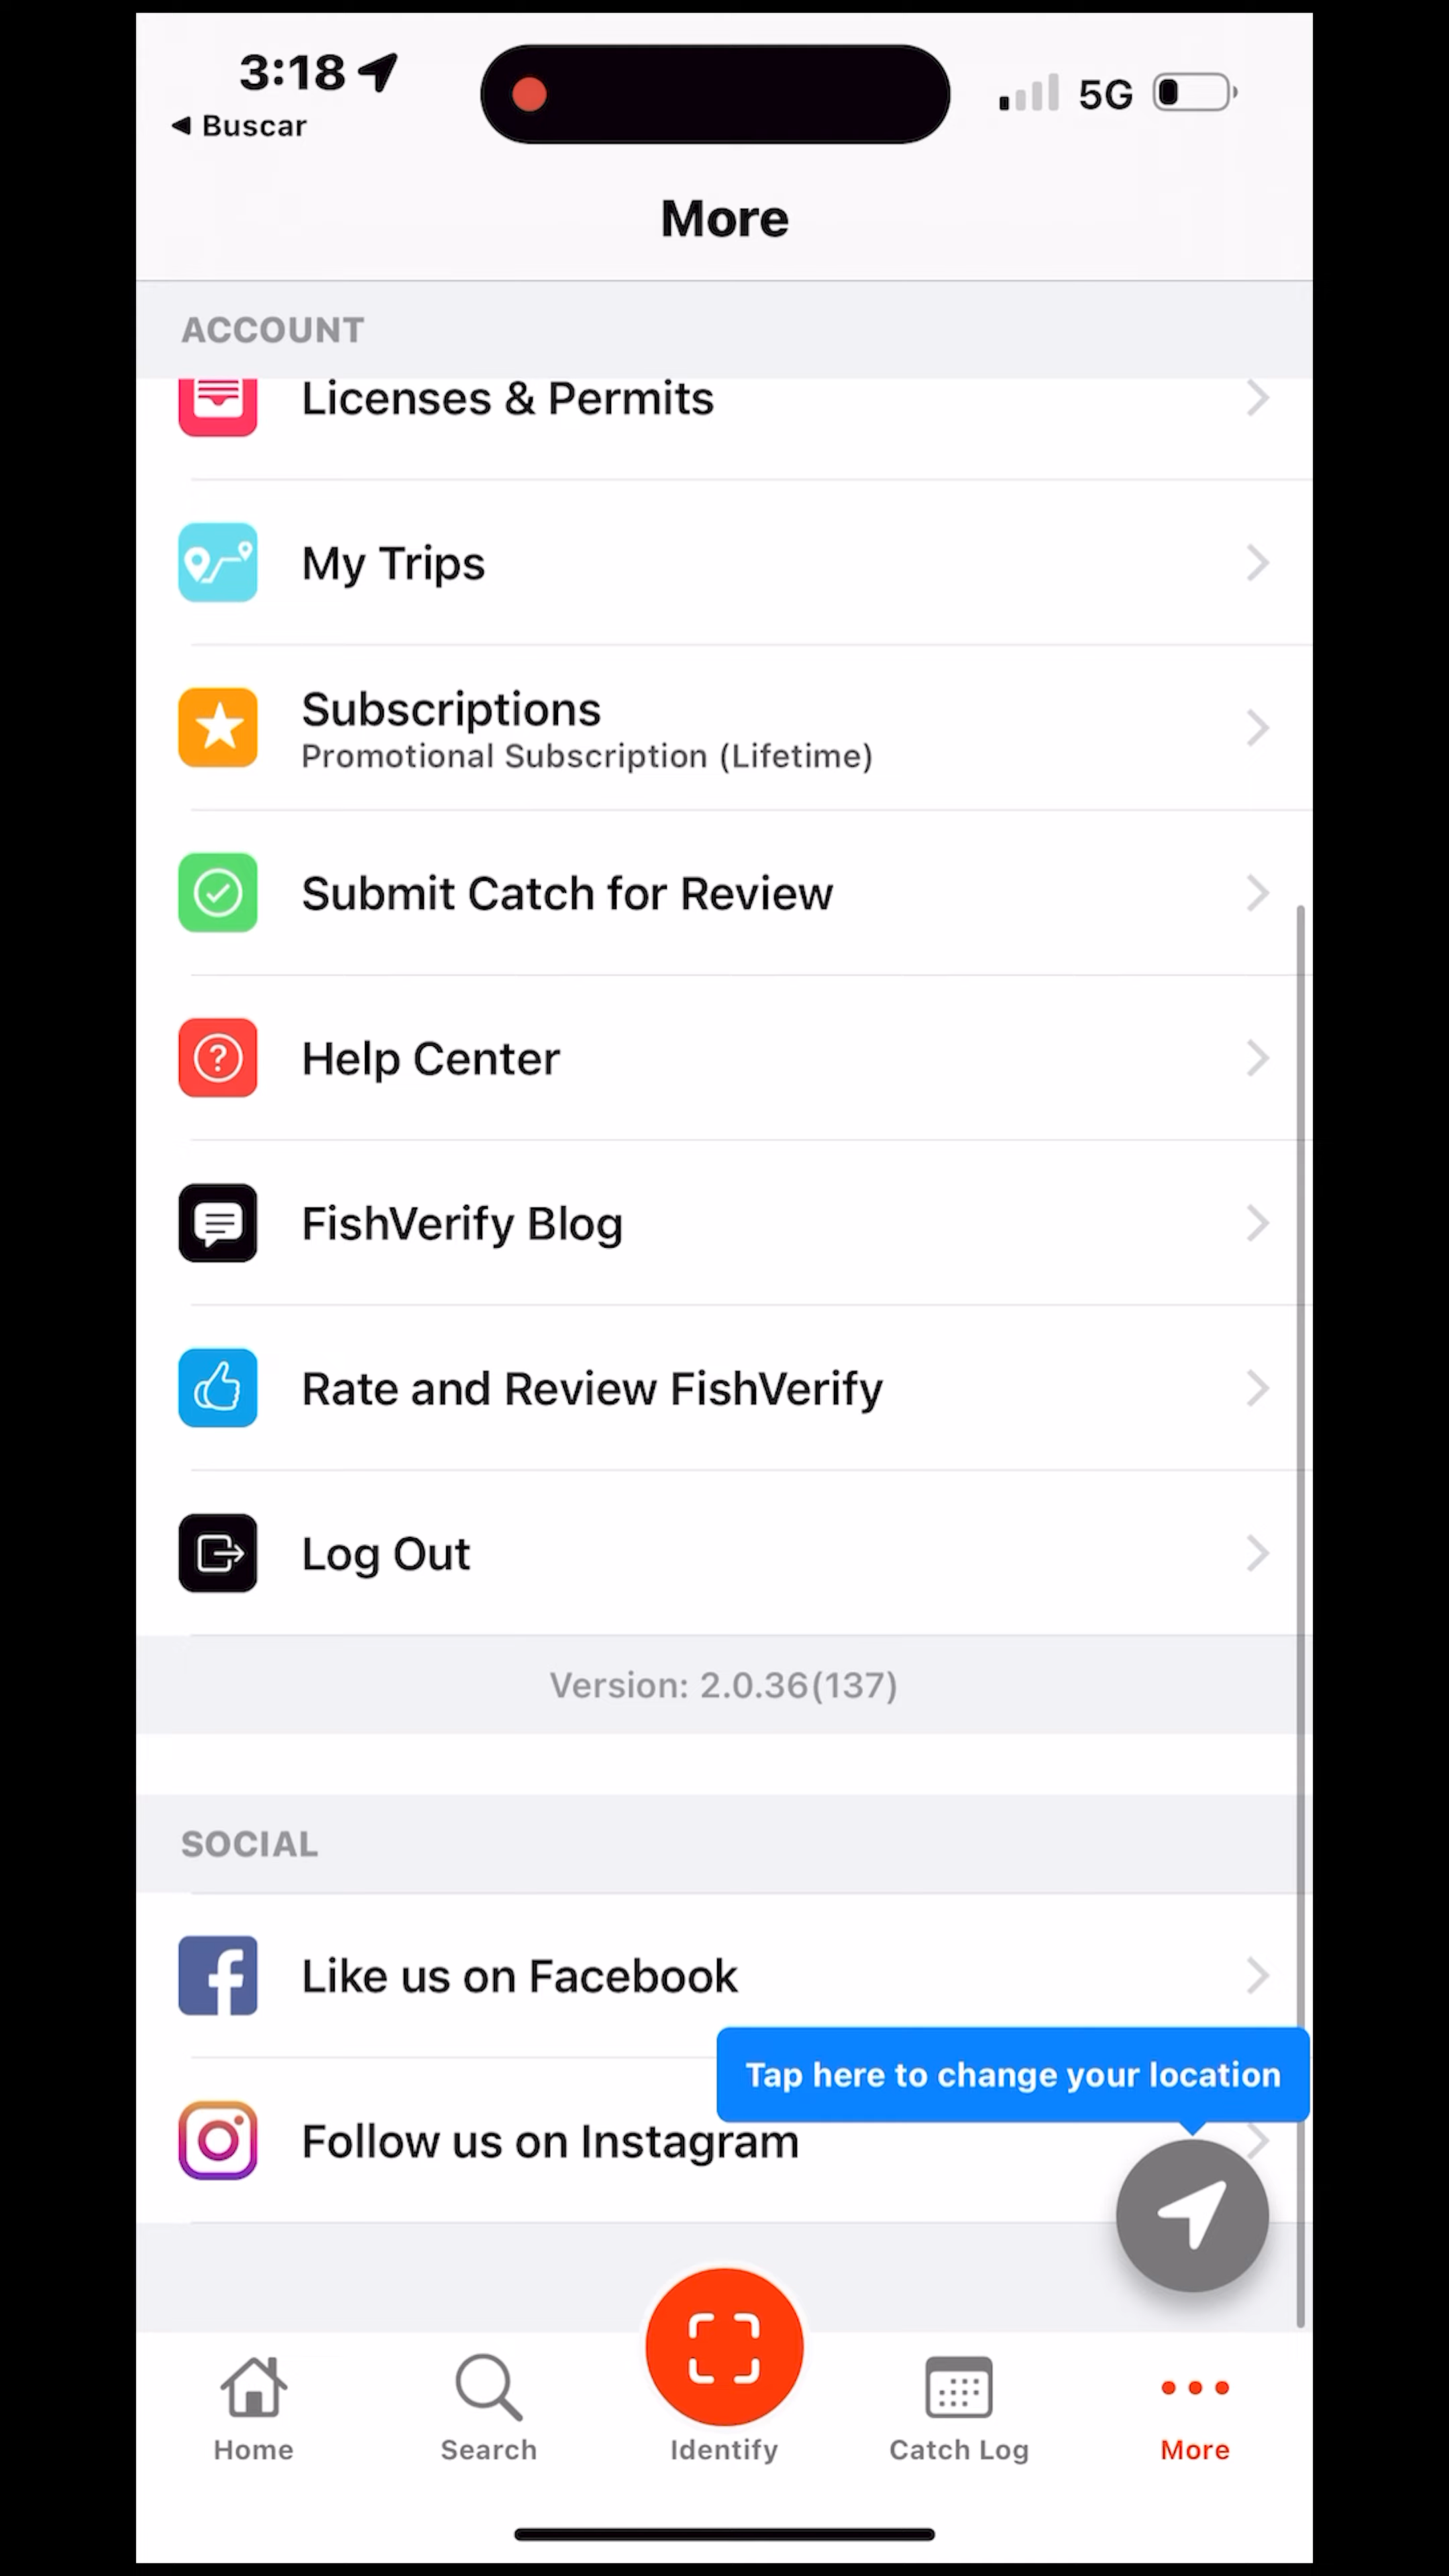 3:18
5G
◀ Buscar
More
ACCOUNT
Licenses & Permits
My Trips
Subscriptions
Promotional Subscription (Lifetime)
Submit Catch for Review
Help Center
FishVerify Blog
Rate and Review FishVerify
Log Out
Version: 2.0.36(137)
SOCIAL
Like us on Facebook
Tap here to change your location
Follow us on Instagram
Home
Search
Identify
Catch Log
More